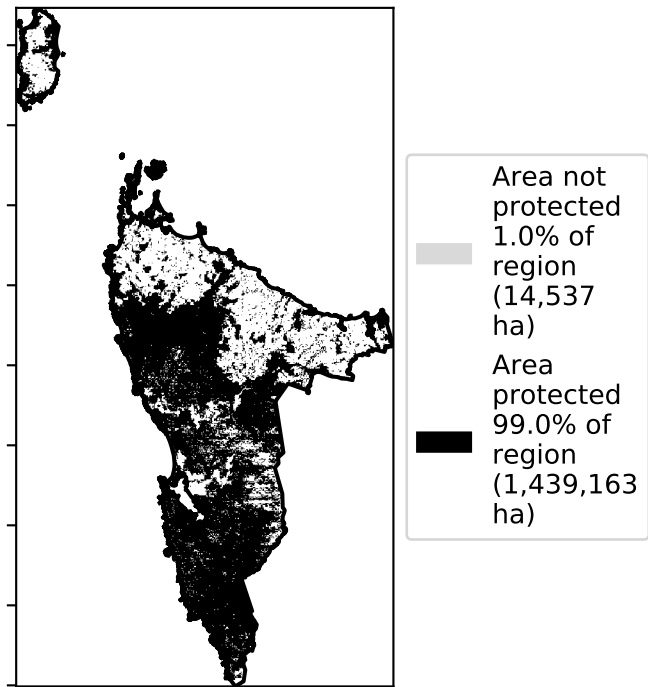 Area not
protected
1.0% of
region
(14,537
ha)
Area
protected
99.0% of
region
(1,439,163
ha)